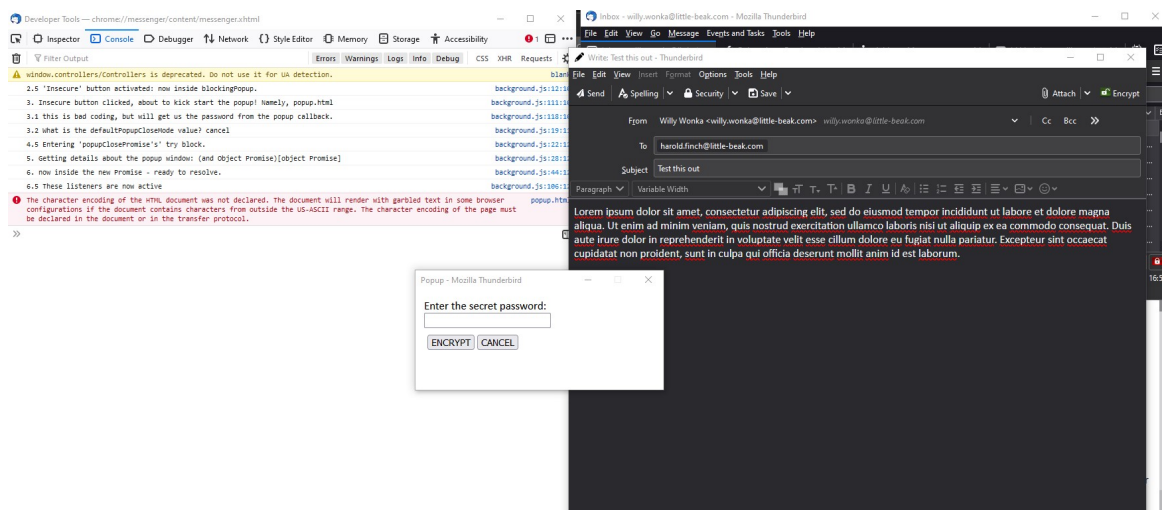 Developer Tools — chrome://messenger/content/messenger.xhtml
Inspector Console Debugger Network Style Editor Memory Storage Accessibility 1
Filter Output Errors Warnings Logs Info Debug CSS XHR Requests
window.controllers/Controllers is deprecated. Do not use it for UA detection. blank
2.5 'Insecure' button activated: now inside blockingPopup. background.js:12:1
3. Insecure button clicked, about to kick start the popup! Namely, popup.html background.js:111:1
3.1 this is bad coding, but will get us the password from the popup callback. background.js:118:1
3.2 What is the defaultPopupCloseMode value? cancel background.js:19:1
4.5 Entering 'popupClosePromise's' try block. background.js:22:1
5. Getting details about the popup window: (and Object Promise)[object Promise] background.js:28:1
6. now inside the new Promise - ready to resolve. background.js:44:1
6.5 These listeners are now active background.js:106:1
The character encoding of the HTML document was not declared. The document will render with garbled text in some browser popup.htm
configurations if the document contains characters from outside the US-ASCII range. The character encoding of the page must
be declared in the document or in the transfer protocol.
Popup - Mozilla Thunderbird
Enter the secret password:
ENCRYPT CANCEL
Inbox - willy.wonka@little-beak.com - Mozilla Thunderbird
File Edit View Go Message Events and Tasks Tools Help
Write: Test this out - Thunderbird
File Edit View Insert Format Options Tools Help
Send Spelling Security Save Attach Encrypt
From Willy Wonka <willy.wonka@little-beak.com> willy.wonka@little-beak.com Cc Bcc
To harold.finch@little-beak.com
Subject Test this out
Paragraph Variable Width
Lorem ipsum dolor sit amet, consectetur adipiscing elit, sed do eiusmod tempor incididunt ut labore et dolore magna
aliqua. Ut enim ad minim veniam, quis nostrud exercitation ullamco laboris nisi ut aliquip ex ea commodo consequat. Duis
aute irure dolor in reprehenderit in voluptate velit esse cillum dolore eu fugiat nulla pariatur. Excepteur sint occaecat
cupidatat non proident, sunt in culpa qui officia deserunt mollit anim id est laborum.